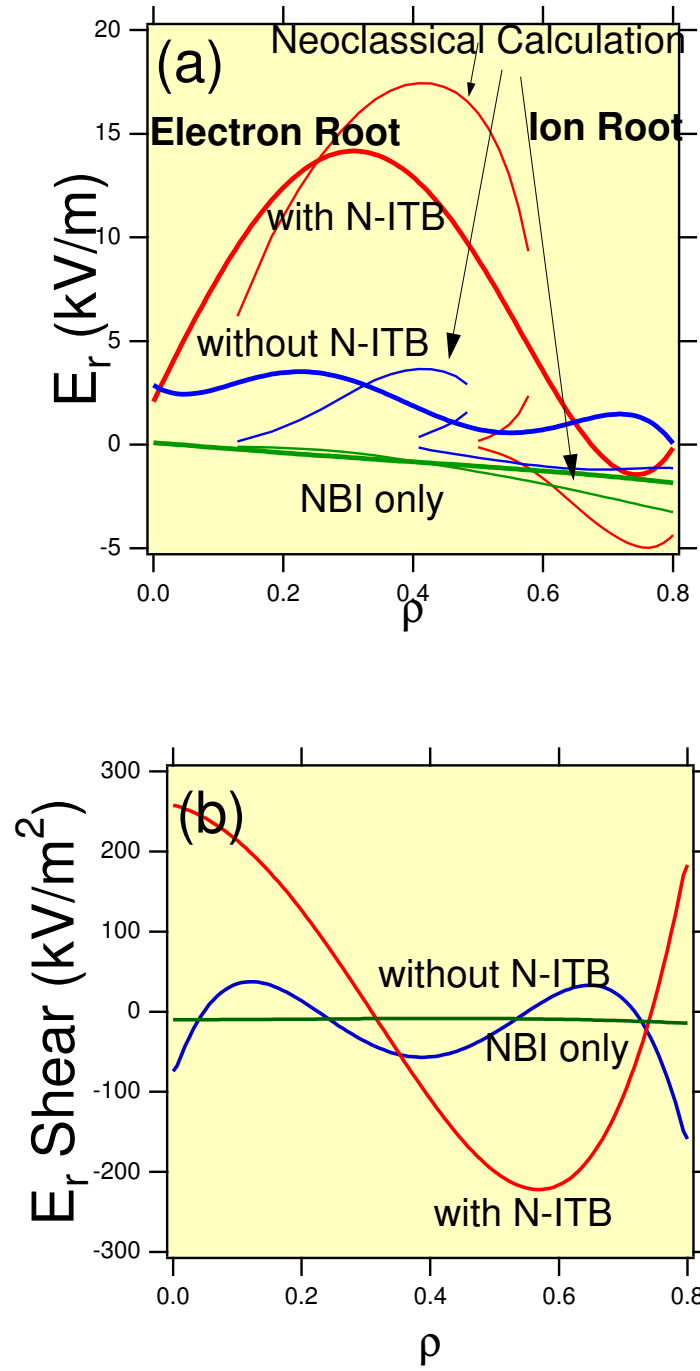 20
(a)
Neoclassical Calculation
15
Electron Root
Ion Root
10
with N-ITB
E_r (kV/m)
5
without N-ITB
0
NBI only
-5
0.0 0.2 0.4 0.6 0.8
ρ
300
(b)
200
100
without N-ITB
E_r Shear (kV/m²)
0
NBI only
-100
-200
with N-ITB
-300
0.0 0.2 0.4 0.6 0.8
ρ